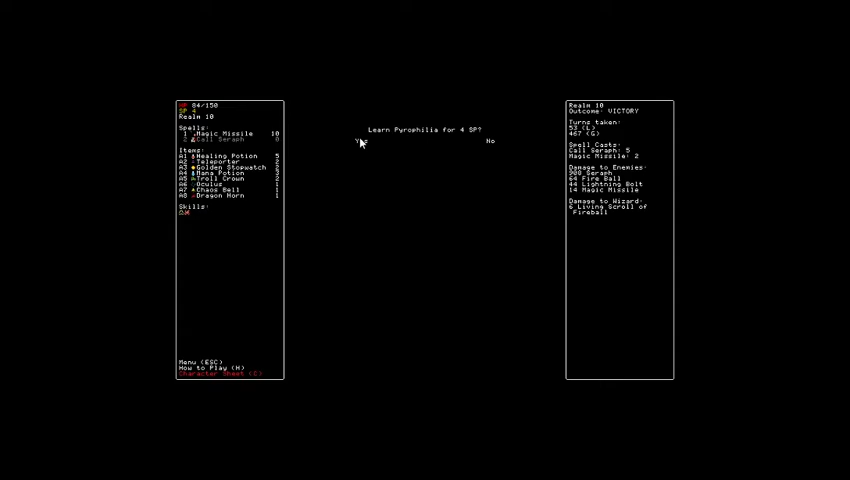 HP 84/150
SP 4
Realm 10
Spells:
1 Magic Missile 10
2 Call Seraph 0
Items:
A1 Healing Potion 5
A2 Teleporter 2
A3 Golden Stopwatch 2
A4 Mana Potion 3
A5 Troll Crown 2
A6 Oculus 1
A7 Chaos Bell 1
A8 Dragon Horn 1
Skills:
Menu (ESC)
How to Play (H)
Character Sheet (C)
Learn Pyrophilia for 4 SP?
Yes No
Realm 10
Outcome: VICTORY
Turns taken:
53 (L)
467 (G)
Spell Casts:
Call Seraph: 5
Magic Missile: 2
Damage to Enemies:
900 Seraph
64 Fire Ball
44 Lightning Bolt
14 Magic Missile
Damage to Wizard:
6 Living Scroll of
Fireball